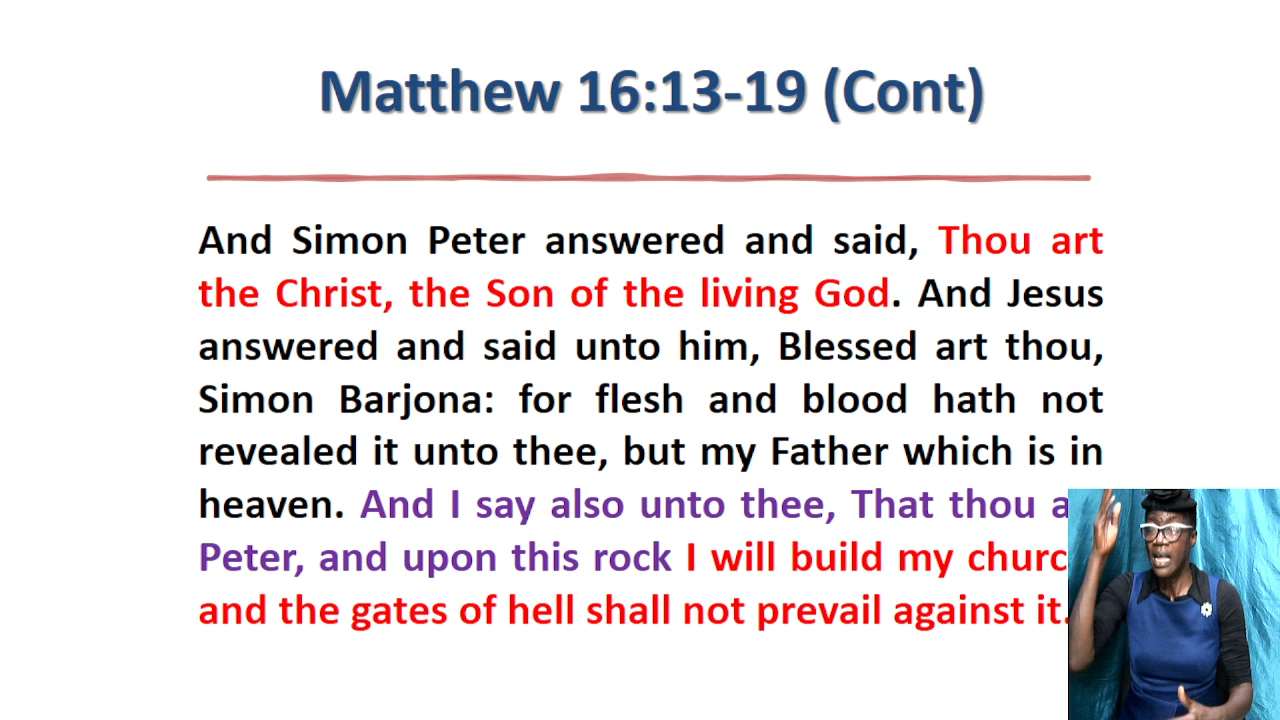 Matthew 16:13-19 (Cont)
And Simon Peter answered and said, Thou art
the Christ, the Son of the living God. And Jesus
answered and said unto him, Blessed art thou,
Simon Barjona: for flesh and blood hath not
revealed it unto thee, but my Father which is in
heaven. And I say also unto thee, That thou
Peter, and upon this rock I will build my
and the gates of hell shall not prevail against it.